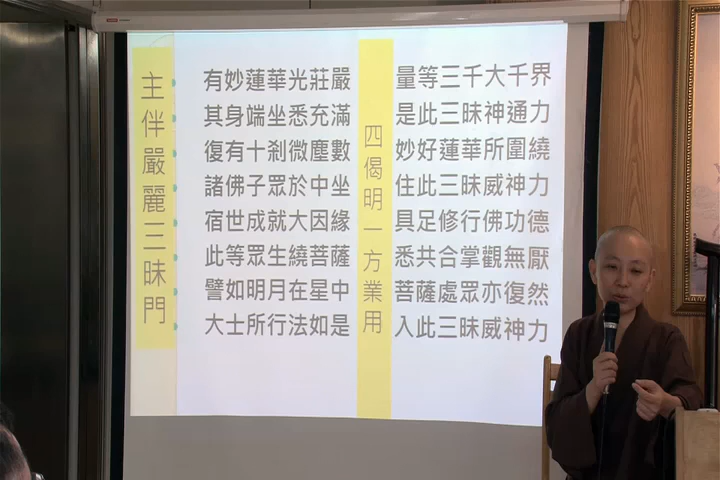 主伴嚴麗三昧門
四偈明一方業用
有妙蓮華光莊嚴 量等三千大千界
其身端坐悉充滿 是此三昧神通力
復有十剎微塵數 妙好蓮華所圍繞
諸佛子眾於中坐 住此三昧威神力
宿世成就大因緣 具足修行佛功德
此等眾生繞菩薩 悉共合掌觀無厭
譬如明月在星中 菩薩處眾亦復然
大士所行法如是 入此三昧威神力